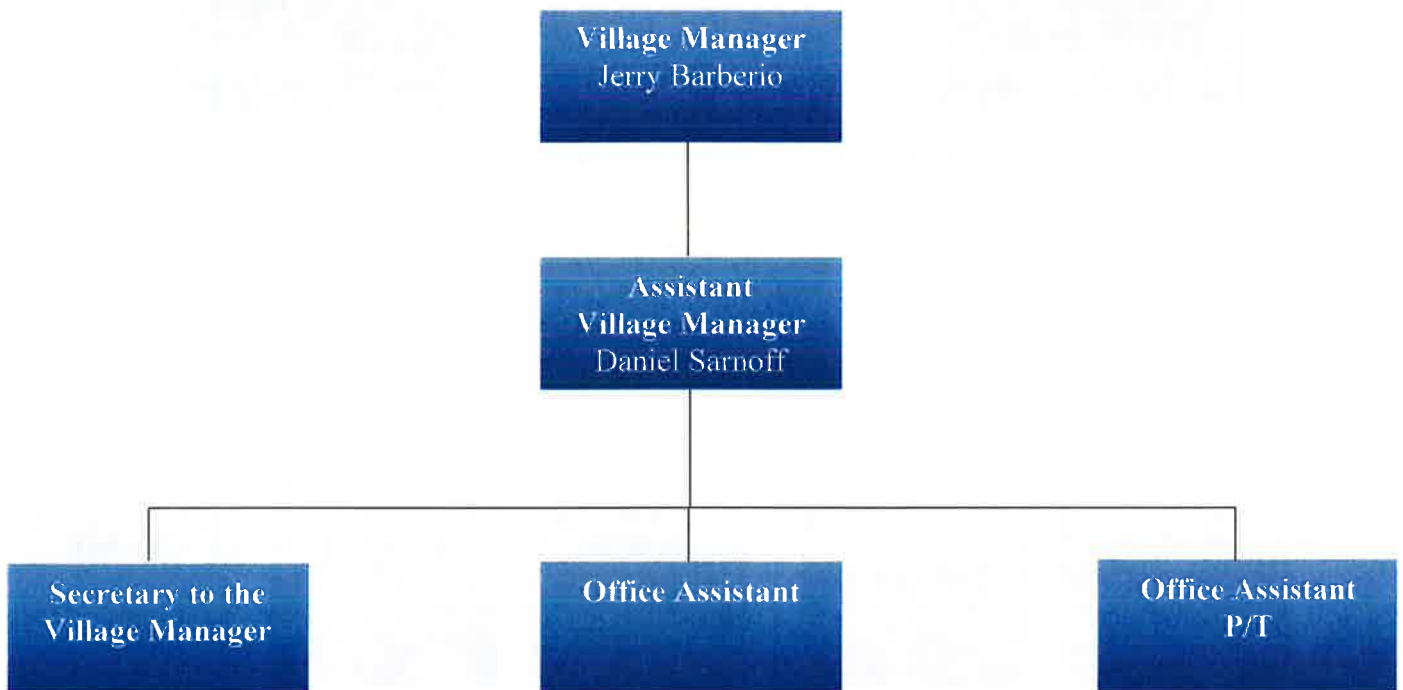 Village Manager
Jerry Barberio
Assistant
Village Manager
Daniel Sarnoff
Secretary to the
Village Manager
Office Assistant
Office Assistant
P/T